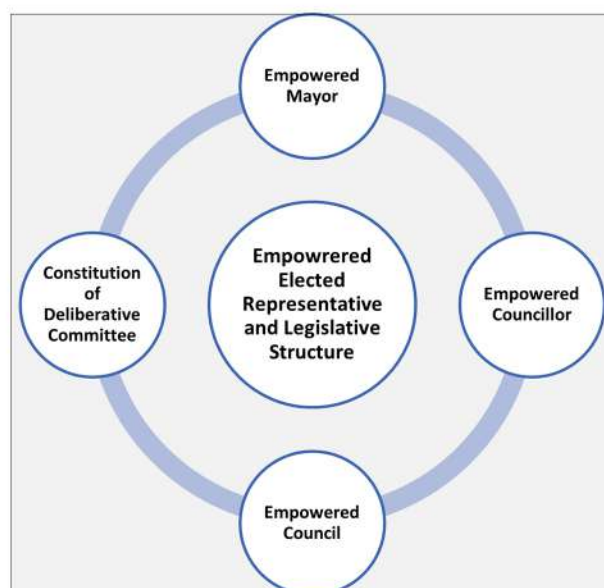 Empowered
Mayor
Constitution
of
Deliberative
Committee
Empowrered
Elected
Representative
and Legislative
Structure
Empowered
Councillor
Empowered
Council